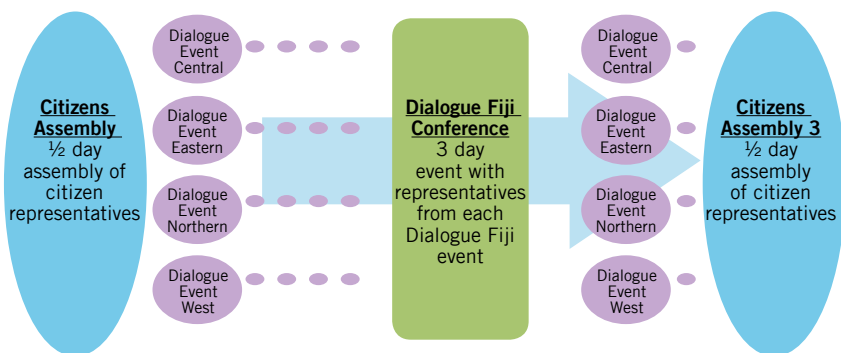 Citizens
Assembly
½ day
assembly of
citizen
representatives
Dialogue
Event
Central
Dialogue
Event
Eastern
Dialogue
Event
Northern
Dialogue
Event
West
Dialogue Fiji
Conference
3 day
event with
representatives
from each
Dialogue Fiji
event
Dialogue
Event
Central
Dialogue
Event
Eastern
Dialogue
Event
Northern
Dialogue
Event
West
Citizens
Assembly 3
½ day
assembly
of citizen
representatives